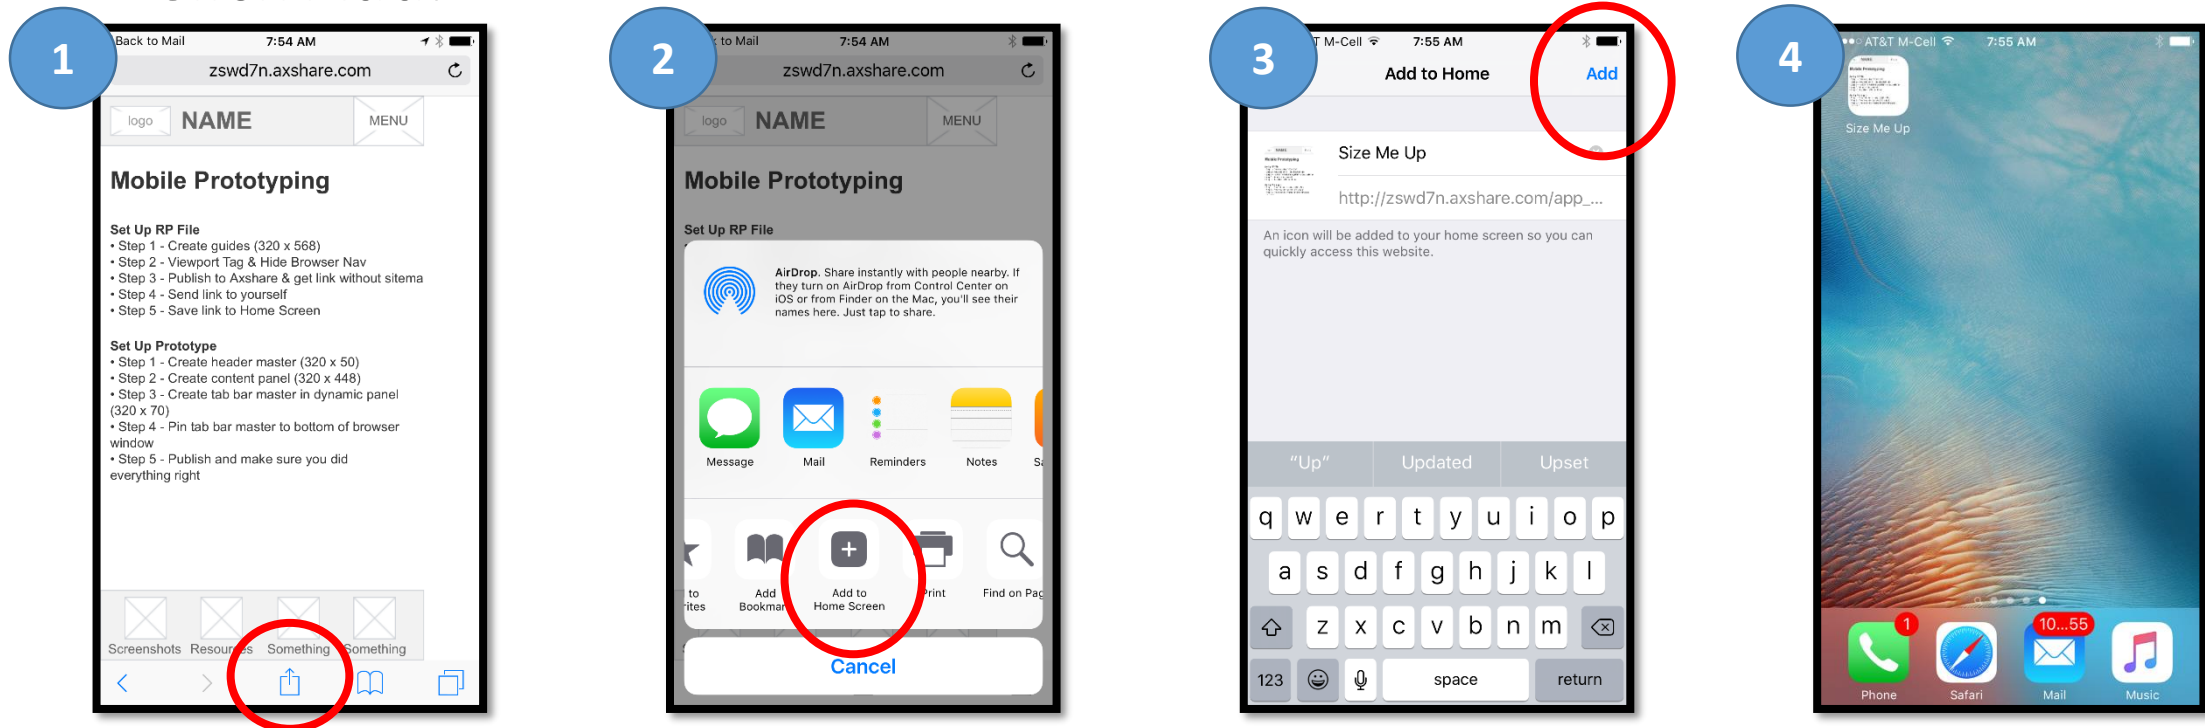 1
Back to Mail
7:54 AM
zswd7n.axshare.com
logo
NAME
MENU
Mobile Prototyping
Set Up RP File
• Step 1 - Create guides (320 x 568)
• Step 2 - Viewport Tag & Hide Browser Nav
• Step 3 - Publish to Axshare & get link without sitema
• Step 4 - Send link to yourself
• Step 5 - Save link to Home Screen
Set Up Prototype
• Step 1 - Create header master (320 x 50)
• Step 2 - Create content panel (320 x 448)
• Step 3 - Create tab bar master in dynamic panel
(320 x 70)
• Step 4 - Pin tab bar master to bottom of browser
window
• Step 5 - Publish and make sure you did
everything right
Screenshots Resources Something Something
2
to Mail
7:54 AM
zswd7n.axshare.com
logo
NAME
MENU
Mobile Prototyping
Set Up RP File
AirDrop. Share instantly with people nearby. If
they turn on AirDrop from Control Center on
iOS or from Finder on the Mac, you'll see their
names here. Just tap to share.
Message Mail Reminders Notes Sa
to
rites
Add
Bookmar
Add to
Home Screen
Print
Find on Pag
Cancel
3
T M-Cell
7:55 AM
Add to Home
Add
Size Me Up
http://zswd7n.axshare.com/app_...
An icon will be added to your home screen so you can
quickly access this website.
"Up" Updated Upset
q w e r t y u i o p
a s d f g h j k l
z x c v b n m
123 space return
4
AT&T M-Cell
7:55 AM
Size Me Up
1
10...55
Phone Safari Mail Music